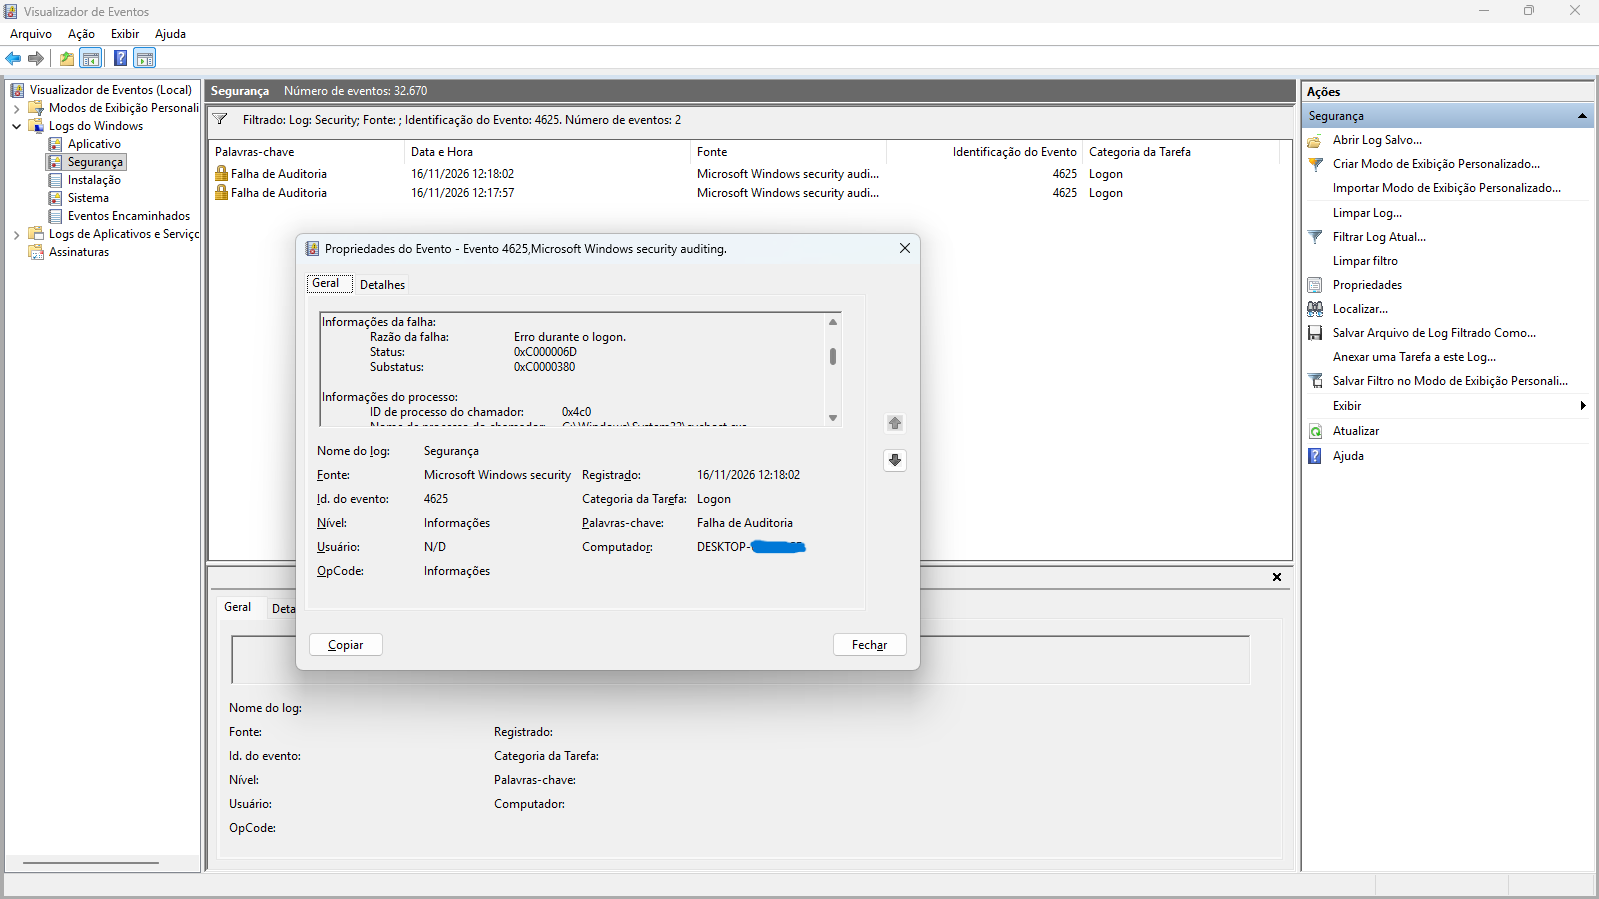 Visualizador de Eventos
Arquivo Ação Exibir Ajuda
Visualizador de Eventos (Local)
Modos de Exibição Personali
Logs do Windows
Aplicativo
Segurança
Instalação
Sistema
Eventos Encaminhados
Logs de Aplicativos e Serviço
Assinaturas
Segurança Número de eventos: 32.670
Filtrado: Log: Security; Fonte: ; Identificação do Evento: 4625. Número de eventos: 2
Palavras-chave Data e Hora Fonte Identificação do Evento Categoria da Tarefa
Falha de Auditoria 16/11/2026 12:18:02 Microsoft Windows security audi... 4625 Logon
Falha de Auditoria 16/11/2026 12:17:57 Microsoft Windows security audi... 4625 Logon
Propriedades do Evento - Evento 4625,Microsoft Windows security auditing.
Geral Detalhes
Informações da falha:
Razão da falha: Erro durante o logon.
Status: 0xC000006D
Substatus: 0xC0000380
Informações do processo:
ID de processo do chamador: 0x4c0
Nome de processo do chamador: C:\Windows\System32\svchost.exe
Nome do log: Segurança
Fonte: Microsoft Windows security Registrado: 16/11/2026 12:18:02
Id. do evento: 4625 Categoria da Tarefa: Logon
Nível: Informações Palavras-chave: Falha de Auditoria
Usuário: N/D Computador: DESKTOP-
OpCode: Informações
Copiar Fechar
Geral Deta
Nome do log:
Fonte: Registrado:
Id. do evento: Categoria da Tarefa:
Nível: Palavras-chave:
Usuário: Computador:
OpCode:
Ações
Segurança
Abrir Log Salvo...
Criar Modo de Exibição Personalizado...
Importar Modo de Exibição Personalizado...
Limpar Log...
Filtrar Log Atual...
Limpar filtro
Propriedades
Localizar...
Salvar Arquivo de Log Filtrado Como...
Anexar uma Tarefa a este Log...
Salvar Filtro no Modo de Exibição Personali...
Exibir
Atualizar
Ajuda